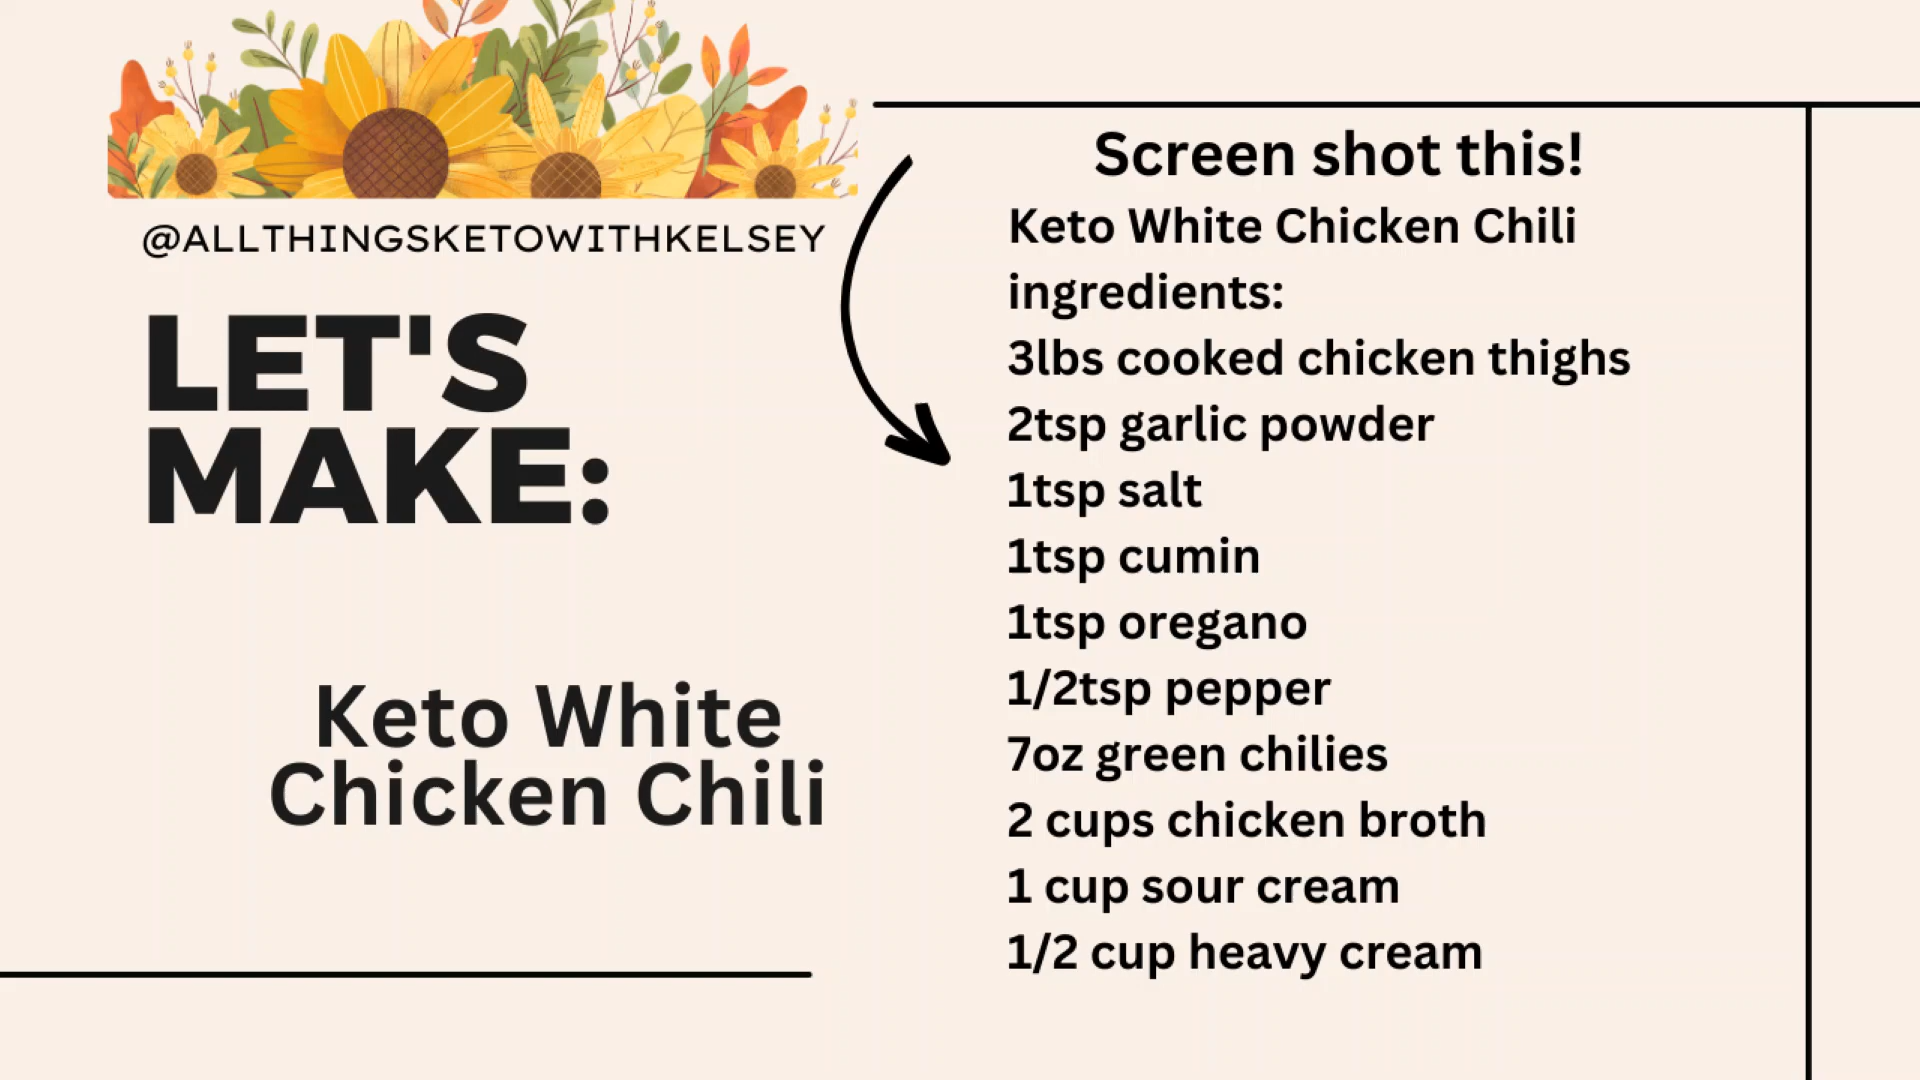 @ALLTHINGSKETOWITHKELSEY
LET'S
MAKE:
Keto White
Chicken Chili
Screen shot this!
Keto White Chicken Chili
ingredients:
3lbs cooked chicken thighs
2tsp garlic powder
1tsp salt
1tsp cumin
1tsp oregano
1/2tsp pepper
7oz green chilies
2 cups chicken broth
1 cup sour cream
1/2 cup heavy cream